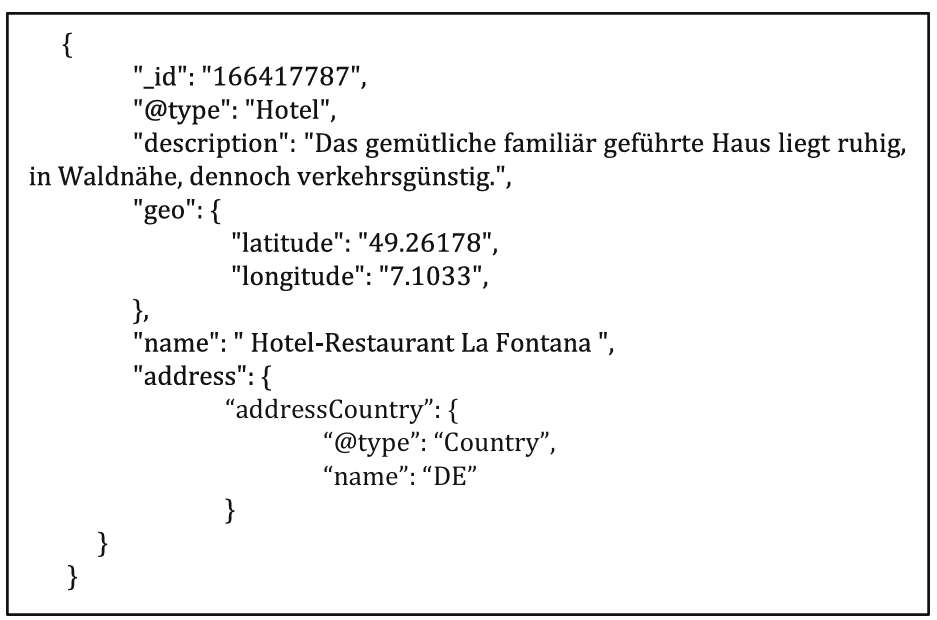 {
"_id": "166417787",
"@type": "Hotel",
"description": "Das gemütliche familiär geführte Haus liegt ruhig,
in Waldnähe, dennoch verkehrsgünstig.",
"geo": {
"latitude": "49.26178",
"longitude": "7.1033",
},
"name": " Hotel-Restaurant La Fontana ",
"address": {
“addressCountry”: {
“@type”: “Country”,
“name”: “DE”
}
}
}